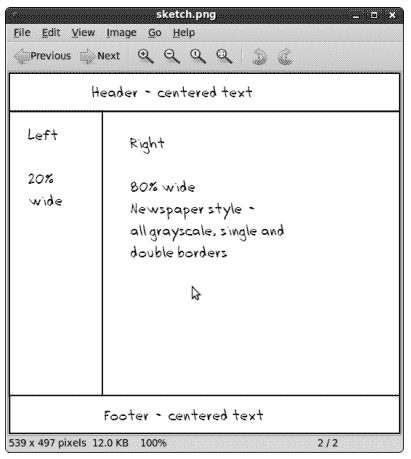 sketch.png
File Edit View Image Go Help
Previous Next
Header - centered text
Left
20%
wide
Right
80% wide
Newspaper style -
all grayscale, single and
double borders
Footer - centered text
539 x 497 pixels 12.0 KB 100% 2 / 2